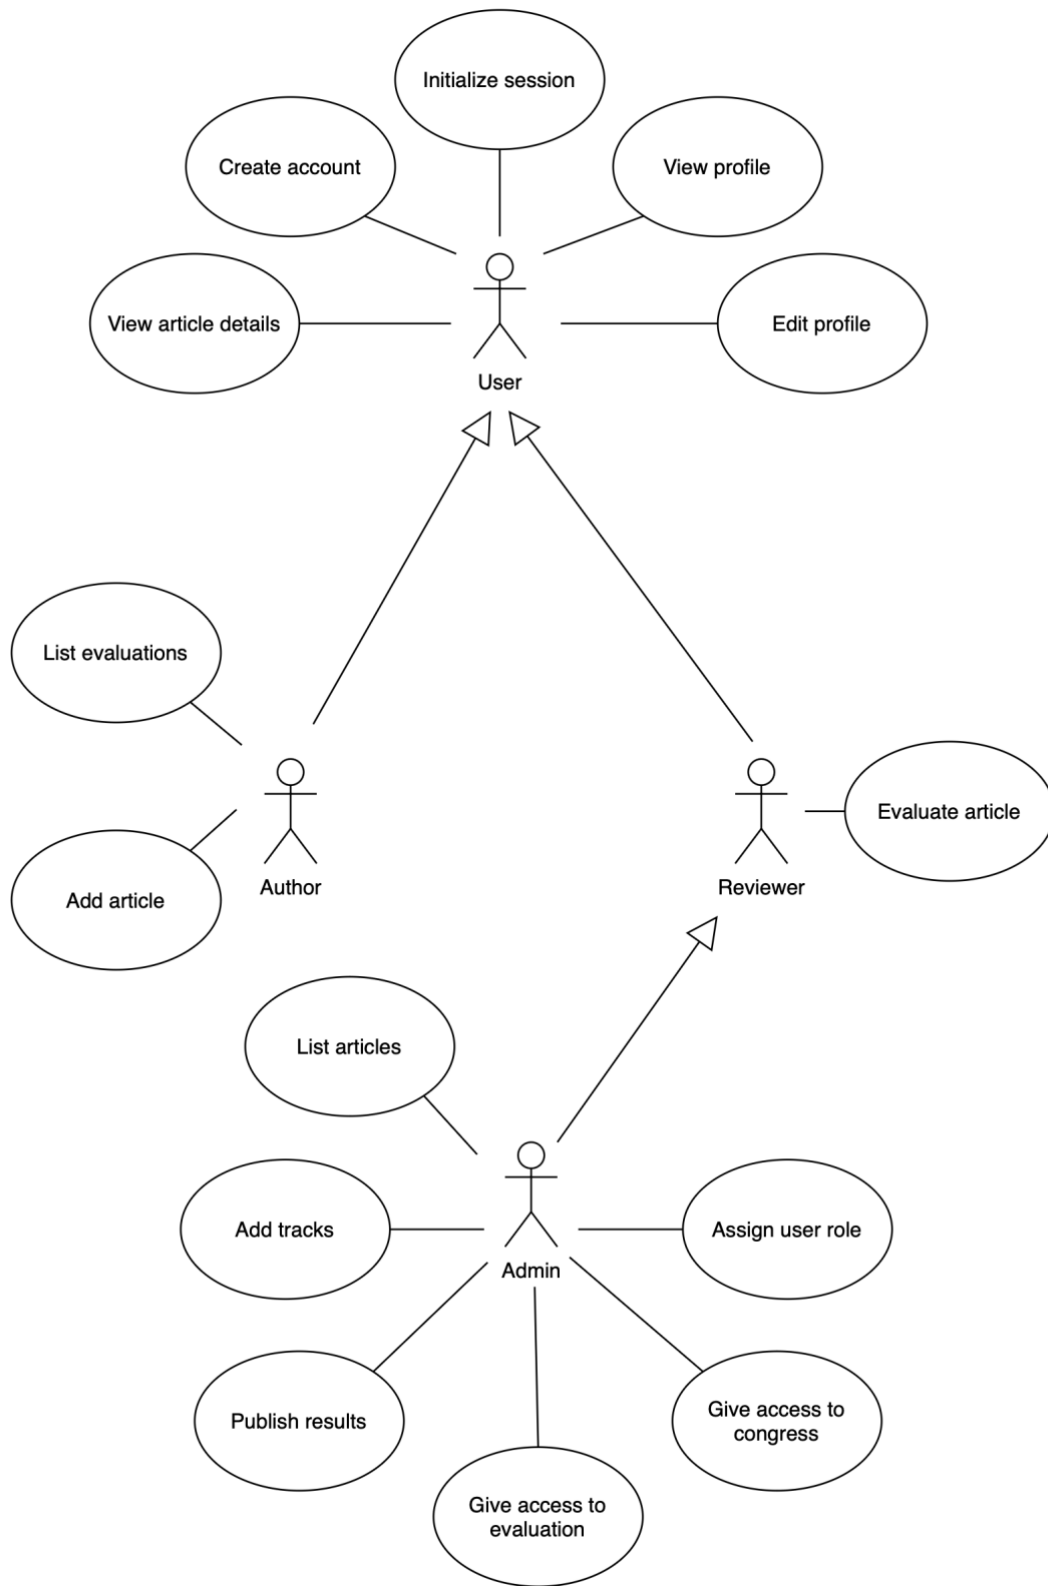 Initialize session
Create account
View profile
View article details
Edit profile
User
List evaluations
Evaluate article
Add article
Author
Reviewer
List articles
Add tracks
Assign user role
Admin
Publish results
Give access to
congress
Give access to
evaluation